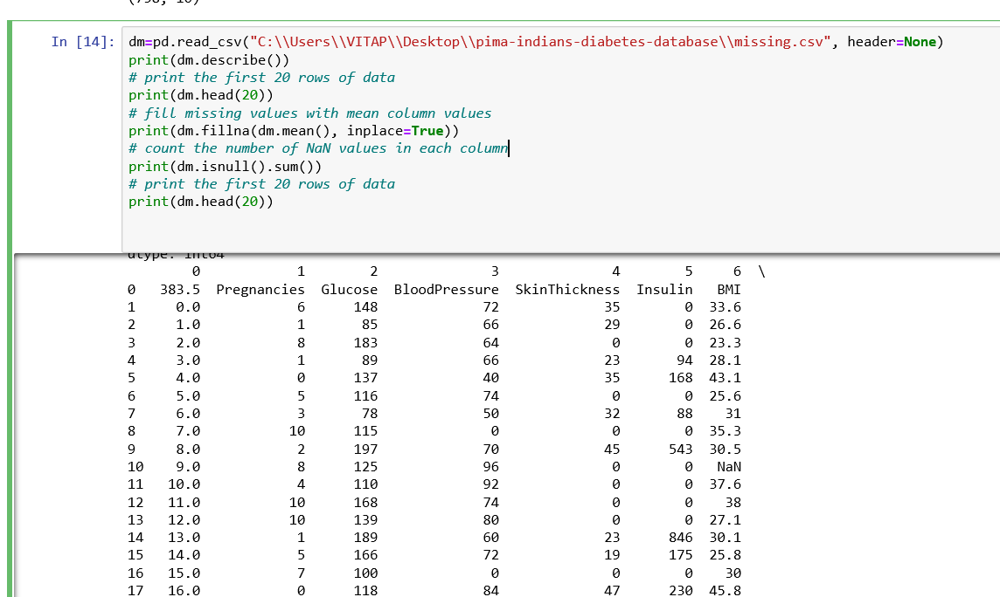 In [14]: dm=pd.read_csv("C:\\Users\\VITAP\\Desktop\\pima-indians-diabetes-database\\missing.csv", header=None)
print(dm.describe())
# print the first 20 rows of data
print(dm.head(20))
# fill missing values with mean column values
print(dm.fillna(dm.mean(), inplace=True))
# count the number of NaN values in each column
print(dm.isnull().sum())
# print the first 20 rows of data
print(dm.head(20))
dtype: int64
0 1 2 3 4 5 6 \
0 383.5 Pregnancies Glucose BloodPressure SkinThickness Insulin BMI
1 0.0 6 148 72 35 0 33.6
2 1.0 1 85 66 29 0 26.6
3 2.0 8 183 64 0 0 23.3
4 3.0 1 89 66 23 94 28.1
5 4.0 0 137 40 35 168 43.1
6 5.0 5 116 74 0 0 25.6
7 6.0 3 78 50 32 88 31
8 7.0 10 115 0 0 0 35.3
9 8.0 2 197 70 45 543 30.5
10 9.0 8 125 96 0 0 NaN
11 10.0 4 110 92 0 0 37.6
12 11.0 10 168 74 0 0 38
13 12.0 10 139 80 0 0 27.1
14 13.0 1 189 60 23 846 30.1
15 14.0 5 166 72 19 175 25.8
16 15.0 7 100 0 0 0 30
17 16.0 0 118 84 47 230 45.8